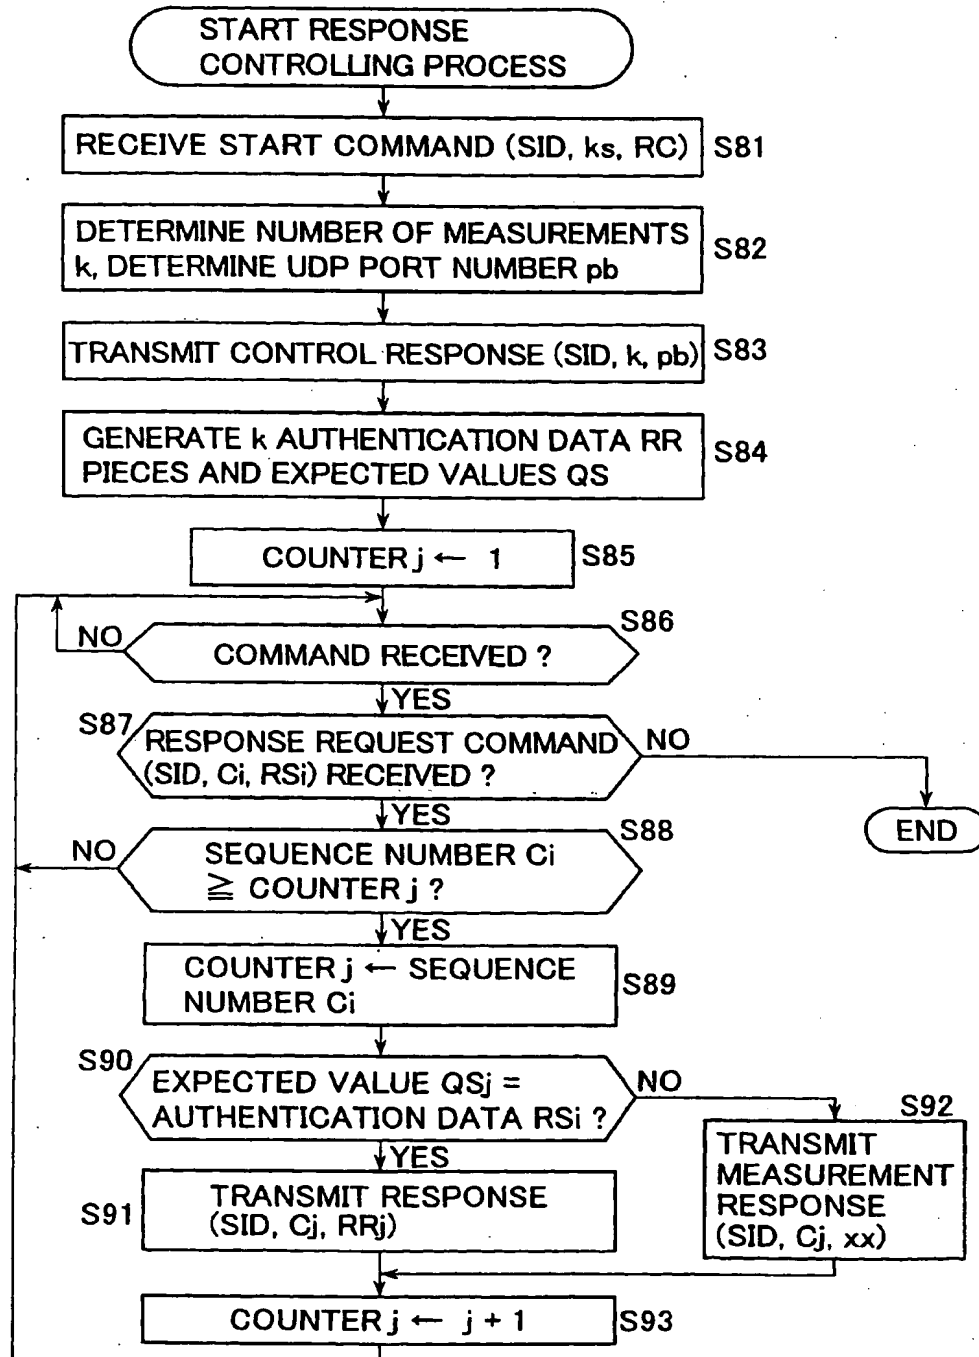 START RESPONSE
CONTROLLING PROCESS
RECEIVE START COMMAND (SID, ks, RC)
S81
DETERMINE NUMBER OF MEASUREMENTS
k, DETERMINE UDP PORT NUMBER pb
S82
TRANSMIT CONTROL RESPONSE (SID, k, pb)
S83
GENERATE k AUTHENTICATION DATA RR
PIECES AND EXPECTED VALUES QS
S84
COUNTER j ← 1
S85
S86
NO
COMMAND RECEIVED ?
YES
S87
RESPONSE REQUEST COMMAND
(SID, Ci, RSi) RECEIVED ?
NO
YES
END
S88
NO
SEQUENCE NUMBER Ci
≧ COUNTER j ?
YES
COUNTER j ← SEQUENCE
NUMBER Ci
S89
S90
EXPECTED VALUE QSj =
AUTHENTICATION DATA RSi ?
NO
YES
S92
TRANSMIT
MEASUREMENT
RESPONSE
(SID, Cj, xx)
S91
TRANSMIT RESPONSE
(SID, Cj, RRj)
COUNTER j ← j + 1
S93